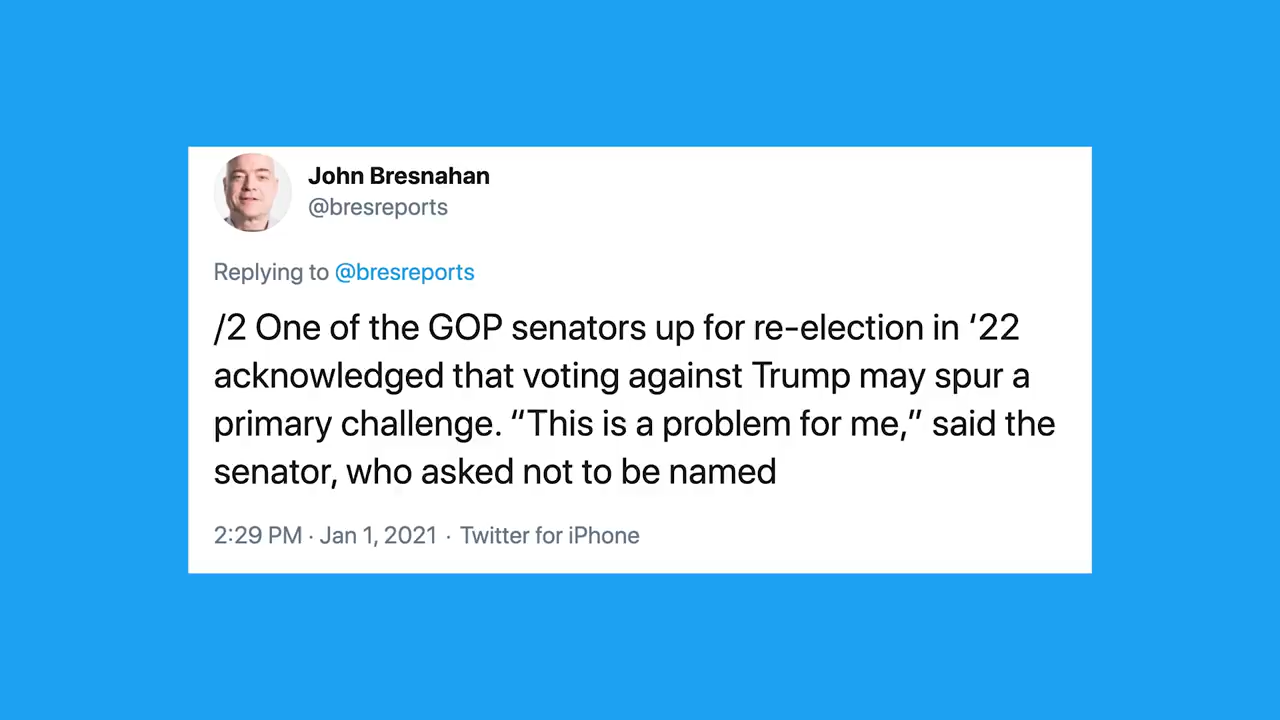 John Bresnahan
@bresreports
Replying to @bresreports
/2 One of the GOP senators up for re-election in ‘22
acknowledged that voting against Trump may spur a
primary challenge. “This is a problem for me,” said the
senator, who asked not to be named
2:29 PM · Jan 1, 2021 · Twitter for iPhone